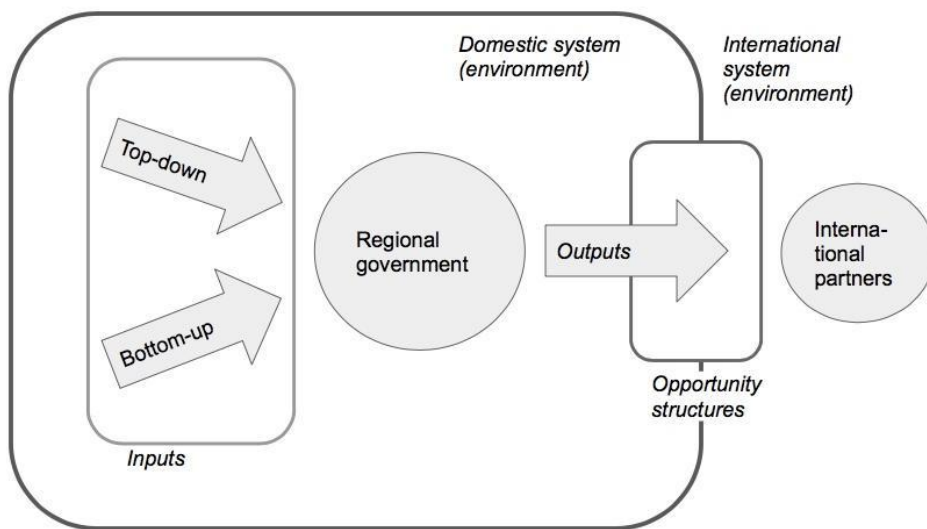 Domestic system
(environment)
International
system
(environment)
Top-down
Bottom-up
Inputs
Regional
government
Outputs
Opportunity
structures
Interna-
tional
partners